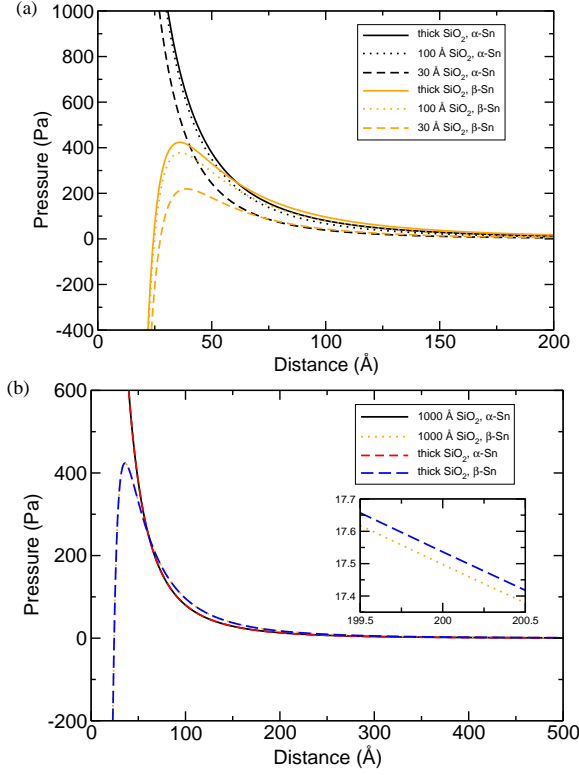 (a)
1000
800
600
400
200
0
-200
-400
Pressure (Pa)
thick SiO₂, α-Sn
100 Å SiO₂, α-Sn
30 Å SiO₂, α-Sn
thick SiO₂, β-Sn
100 Å SiO₂, β-Sn
30 Å SiO₂, β-Sn
0 50 100 150 200
Distance (Å)
(b)
600
400
200
0
-200
Pressure (Pa)
1000 Å SiO₂, α-Sn
1000 Å SiO₂, β-Sn
thick SiO₂, α-Sn
thick SiO₂, β-Sn
17.7
17.6
17.5
17.4
199.5 200 200.5
0 100 200 300 400 500
Distance (Å)